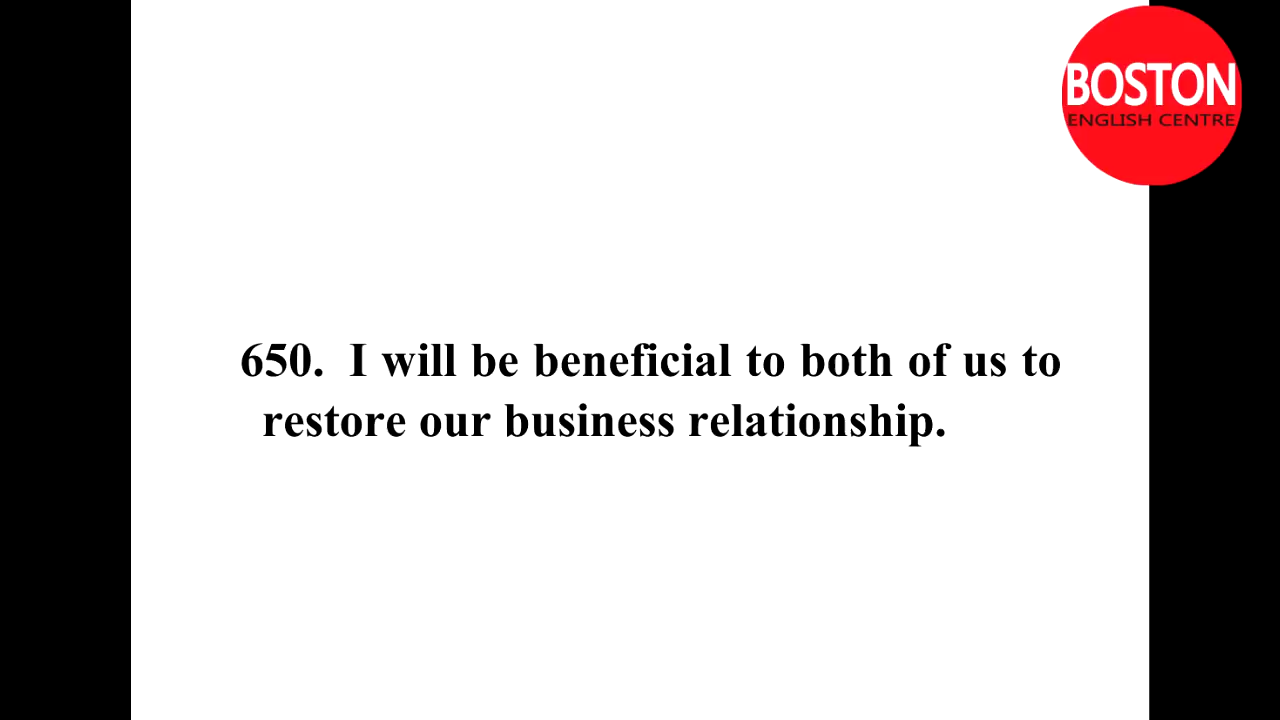 BOSTON
ENGLISH CENTRE
650. I will be beneficial to both of us to
restore our business relationship.